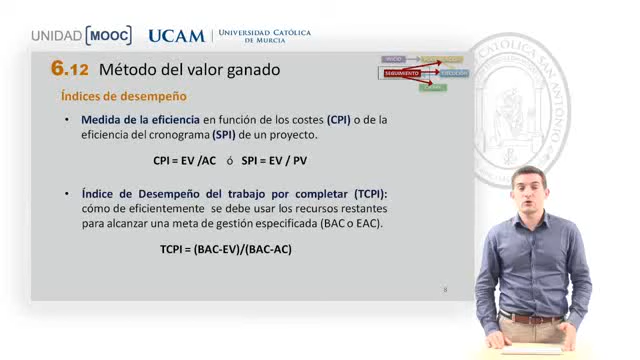 UNIDAD [MOOC]
UCAM | UNIVERSIDAD CATÓLICA DE MURCIA
6.12 Método del valor ganado
INICIO
SEGUIMIENTO
EJECUCIÓN
CIERRE
Índices de desempeño
• Medida de la eficiencia en función de los costes (CPI) o de la
eficiencia del cronograma (SPI) de un proyecto.
CPI = EV /AC ó SPI = EV / PV
• Índice de Desempeño del trabajo por completar (TCPI):
cómo de eficientemente se debe usar los recursos restantes
para alcanzar una meta de gestión especificada (BAC o EAC).
TCPI = (BAC-EV)/(BAC-AC)
8